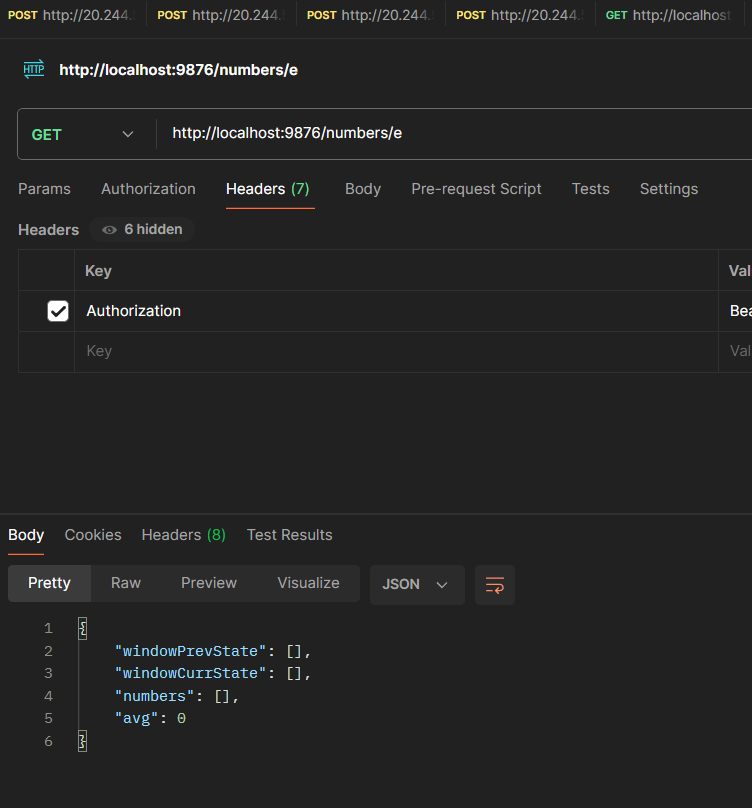 POST http://20.244. POST http://20.244. POST http://20.244. POST http://20.244. GET http://localhost
HTTP http://localhost:9876/numbers/e
GET http://localhost:9876/numbers/e
Params Authorization Headers (7) Body Pre-request Script Tests Settings
Headers 6 hidden
Key Val
Authorization Bea
Key Val
Body Cookies Headers (8) Test Results
Pretty Raw Preview Visualize JSON
1 {
2 "windowPrevState": [],
3 "windowCurrState": [],
4 "numbers": [],
5 "avg": 0
6 }